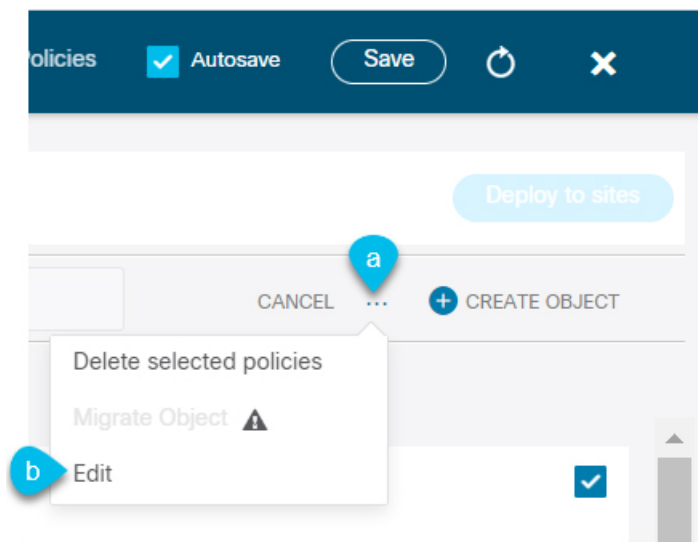 olicies Autosave Save
Deploy to sites
a
CANCEL ... CREATE OBJECT
Delete selected policies
Migrate Object
b Edit